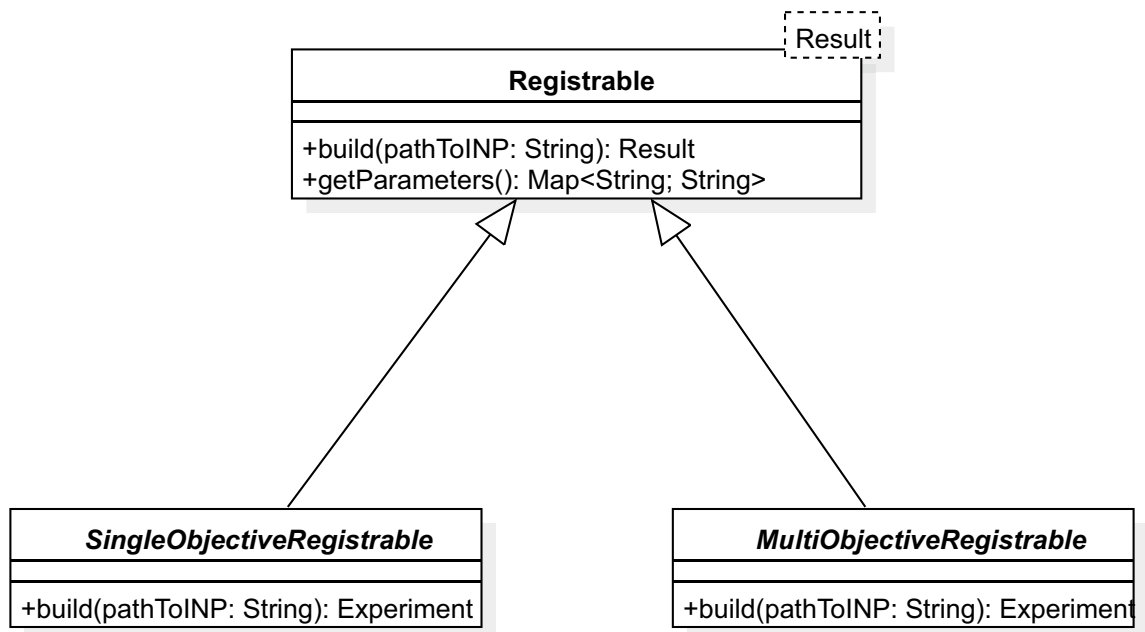 Result
Registrable
+build(pathToINP: String): Result
+getParameters(): Map<String; String>
SingleObjectiveRegistrable
+build(pathToINP: String): Experiment
MultiObjectiveRegistrable
+build(pathToINP: String): Experiment